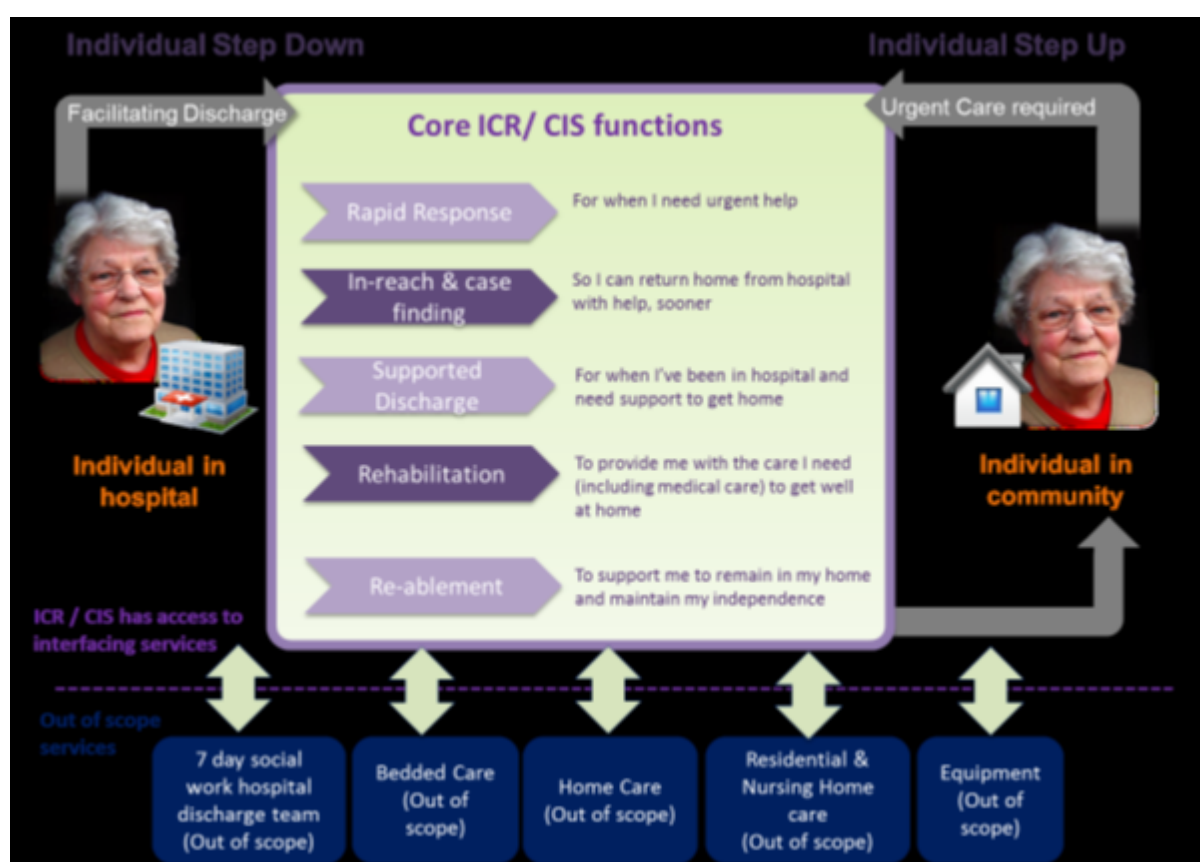 Individual Step Down
Individual Step Up
Facilitating Discharge
Urgent Care required
Core ICR/ CIS functions
Rapid Response
For when I need urgent help
In-reach & case
finding
So I can return home from hospital
with help, sooner
Supported
Discharge
For when I've been in hospital and
need support to get home
Rehabilitation
To provide me with the care I need
(including medical care) to get well
at home
Re-ablement
To support me to remain in my home
and maintain my independence
Individual in
hospital
Individual in
community
ICR / CIS has access to
interfacing services
Out of scope
services
7 day social
work hospital
discharge team
(Out of scope)
Bedded Care
(Out of
scope)
Home Care
(Out of scope)
Residential &
Nursing Home
care
(Out of scope)
Equipment
(Out of
scope)